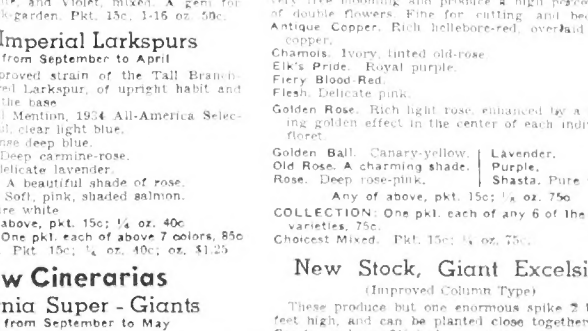 and Violet, mixed. A gem for
k-garden. Pkt. 15c, 1-16 oz. 50c.
Imperial Larkspurs
from September to April
proved strain of the Tall Branch-
ed Larkspur, of upright habit and
the base
l Mention, 1934 All-America Selec-
ul, clear light blue.
nse deep blue.
Deep carmine-rose.
Delicate lavender.
A beautiful shade of rose.
Soft, pink, shaded salmon.
re white
above, pkt. 15c; ¼ oz. 40c
One pkt. each of above 7 colors, 85c
Pkt. 15c; ¼ oz. 40c; oz. $1.25
w Cinerarias
nia Super - Giants
from September to May
very free blooming and produce a high
of double flowers. Fine for cutting and
Antique Copper. Rich hellebore-red, overlaid
copper.
Chamois. Ivory, tinted old-rose
Elk's Pride. Royal purple.
Fiery Blood-Red.
Flesh. Delicate pink.
Golden Rose. Rich light rose, enhanced by a
ing golden effect in the center of each indi
floret.
Golden Ball. Canary-yellow. | Lavender.
Old Rose. A charming shade. | Purple.
Rose. Deep rose-pink. | Shasta. Pure
Any of above, pkt. 15c; ⅛ oz. 75c
COLLECTION: One pkt. each of any 6 of the
varieties, 75c.
Choicest Mixed. Pkt. 15c; ¼ oz. 75c.
New Stock, Giant Excelsi
(Improved Column Type)
These produce but one enormous spike 2
feet high, and can be planted close together